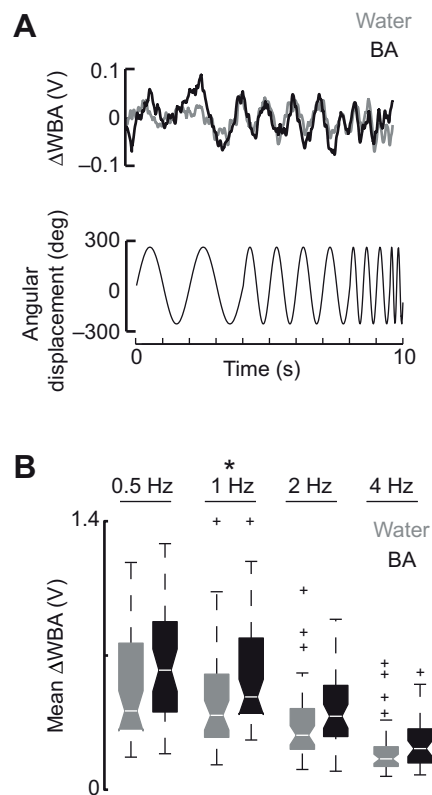 A
Water
BA
ΔWBA (V)
0.1
0
–0.1
Angular
displacement (deg)
300
0
–300
0
10
Time (s)
B
*
0.5 Hz
1 Hz
2 Hz
4 Hz
Water
BA
Mean ΔWBA (V)
1.4
0